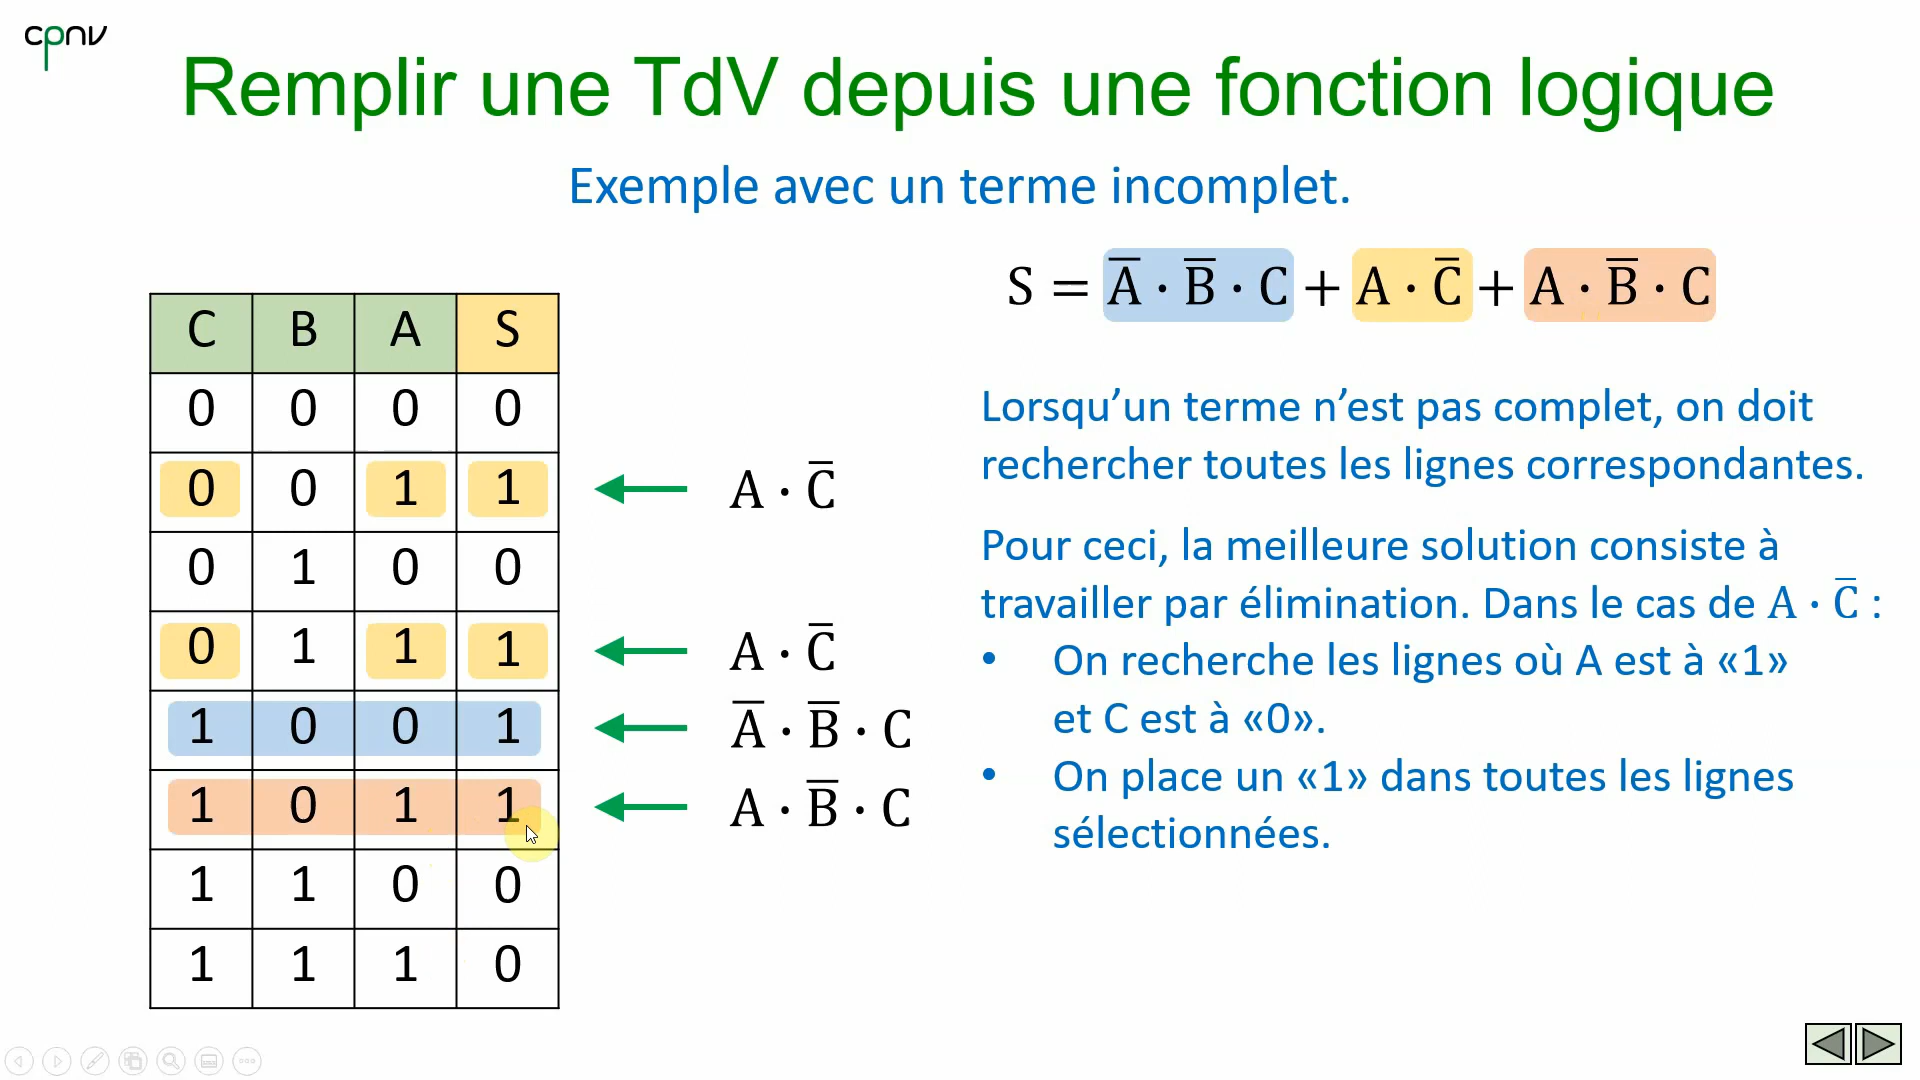 cpnv
Remplir une TdV depuis une fonction logique
Exemple avec un terme incomplet.
S = A̅ · B̅ · C + A · C̅ + A · B̅ · C
C B A S
0 0 0 0
0 0 1 1 A · C̅
0 1 0 0
0 1 1 1 A · C̅
1 0 0 1 A̅ · B̅ · C
1 0 1 1 A · B̅ · C
1 1 0 0
1 1 1 0
Lorsqu’un terme n’est pas complet, on doit
rechercher toutes les lignes correspondantes.
Pour ceci, la meilleure solution consiste à
travailler par élimination. Dans le cas de A · C̅ :
• On recherche les lignes où A est à «1»
et C est à «0».
• On place un «1» dans toutes les lignes
sélectionnées.